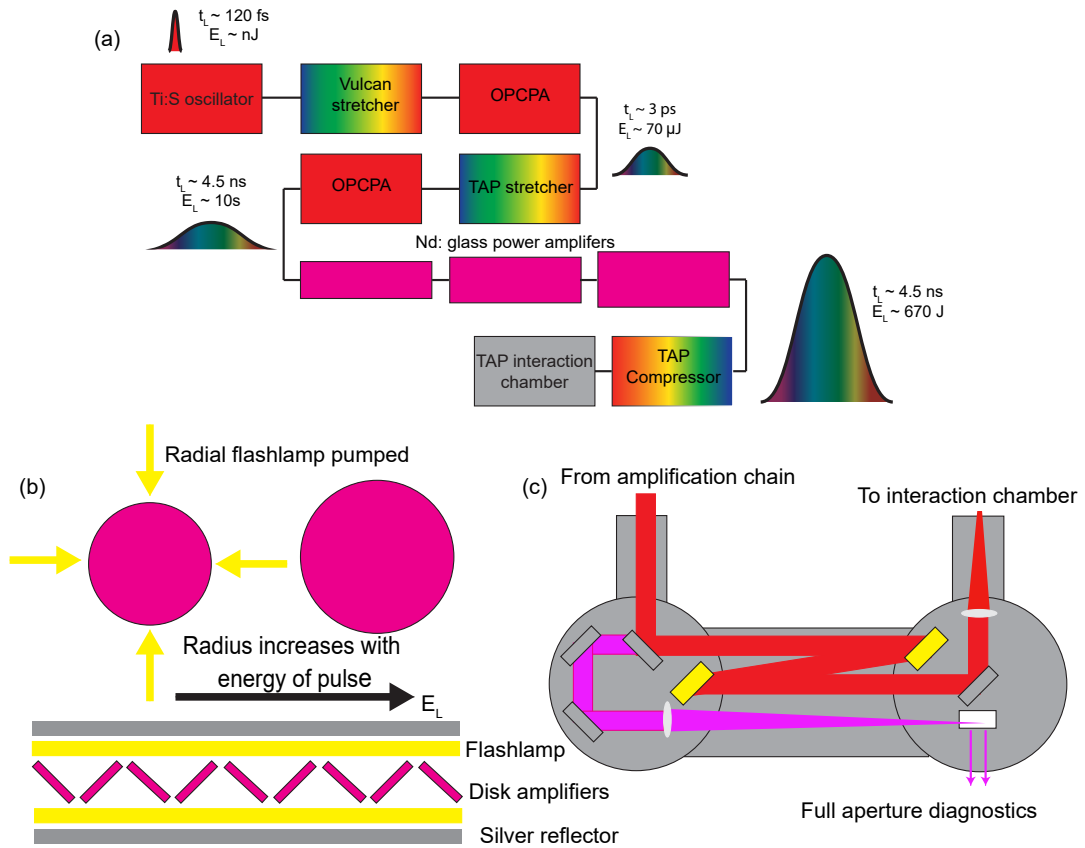 (a)
t_L ~ 120 fs
E_L ~ nJ
Ti:S oscillator
Vulcan
stretcher
OPCPA
t_L ~ 3 ps
E_L ~ 70 μJ
OPCPA
TAP stretcher
t_L ~ 4.5 ns
E_L ~ 10s
Nd: glass power amplifers
t_L ~ 4.5 ns
E_L ~ 670 J
TAP interaction
chamber
TAP
Compressor
(b)
Radial flashlamp pumped
Radius increases with
energy of pulse
E_L
Flashlamp
Disk amplifiers
Silver reflector
(c)
From amplification chain
To interaction chamber
Full aperture diagnostics